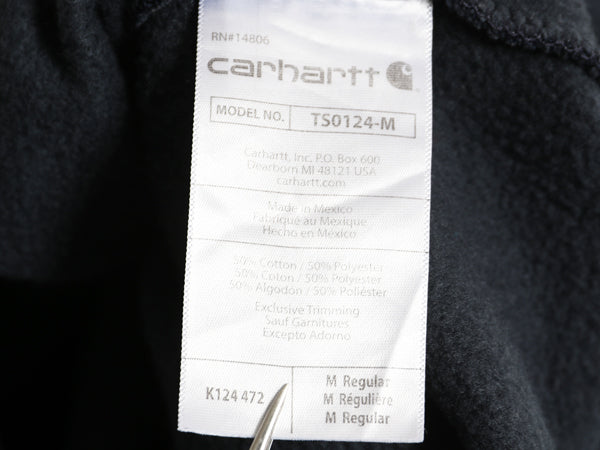 RN#14806
carhartt
MODEL NO. TS0124-M
Carhartt, Inc. P.O. Box 600
Dearborn MI 48121 USA
carhartt.com
Made in Mexico
Fabriqué au Mexique
Hecho en México
50% Cotton / 50% Polyester
50% Coton / 50% Polyester
50% Algodon / 50% Poliéster
Exclusive Trimming
Sauf Garnitures
Excepto Adorno
K124 472
M Regular
M Régulière
M Regular